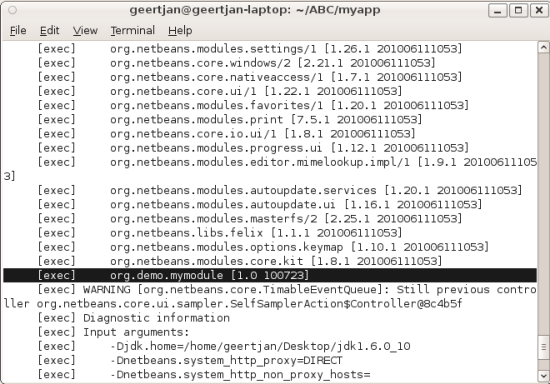 geertjan@geertjan-laptop: ~/ABC/myapp
File Edit View Terminal Help
[exec] org.netbeans.modules.settings/1 [1.26.1 201006111053]
[exec] org.netbeans.core.windows/2 [2.21.1 201006111053]
[exec] org.netbeans.core.nativeaccess/1 [1.7.1 201006111053]
[exec] org.netbeans.core.ui/1 [1.22.1 201006111053]
[exec] org.netbeans.modules.favorites/1 [1.20.1 201006111053]
[exec] org.netbeans.modules.print [7.5.1 201006111053]
[exec] org.netbeans.core.io.ui/1 [1.8.1 201006111053]
[exec] org.netbeans.modules.progress.ui [1.12.1 201006111053]
[exec] org.netbeans.modules.editor.mimelookup.impl/1 [1.9.1 20100611105
3]
[exec] org.netbeans.modules.autoupdate.services [1.20.1 201006111053]
[exec] org.netbeans.modules.autoupdate.ui [1.16.1 201006111053]
[exec] org.netbeans.modules.masterfs/2 [2.25.1 201006111053]
[exec] org.netbeans.libs.felix [1.1.1 201006111053]
[exec] org.netbeans.modules.options.keymap [1.10.1 201006111053]
[exec] org.netbeans.modules.core.kit [1.8.1 201006111053]
[exec] org.demo.mymodule [1.0 100723]
[exec] WARNING [org.netbeans.core.TimableEventQueue]: Still previous contro
ller org.netbeans.core.ui.sampler.SelfSamplerAction$Controller@8c4b5f
[exec] Diagnostic information
[exec] Input arguments:
[exec] -Djdk.home=/home/geertjan/Desktop/jdk1.6.0_10
[exec] -Dnetbeans.system_http_proxy=DIRECT
[exec] -Dnetbeans.system_http_non_proxy_hosts=